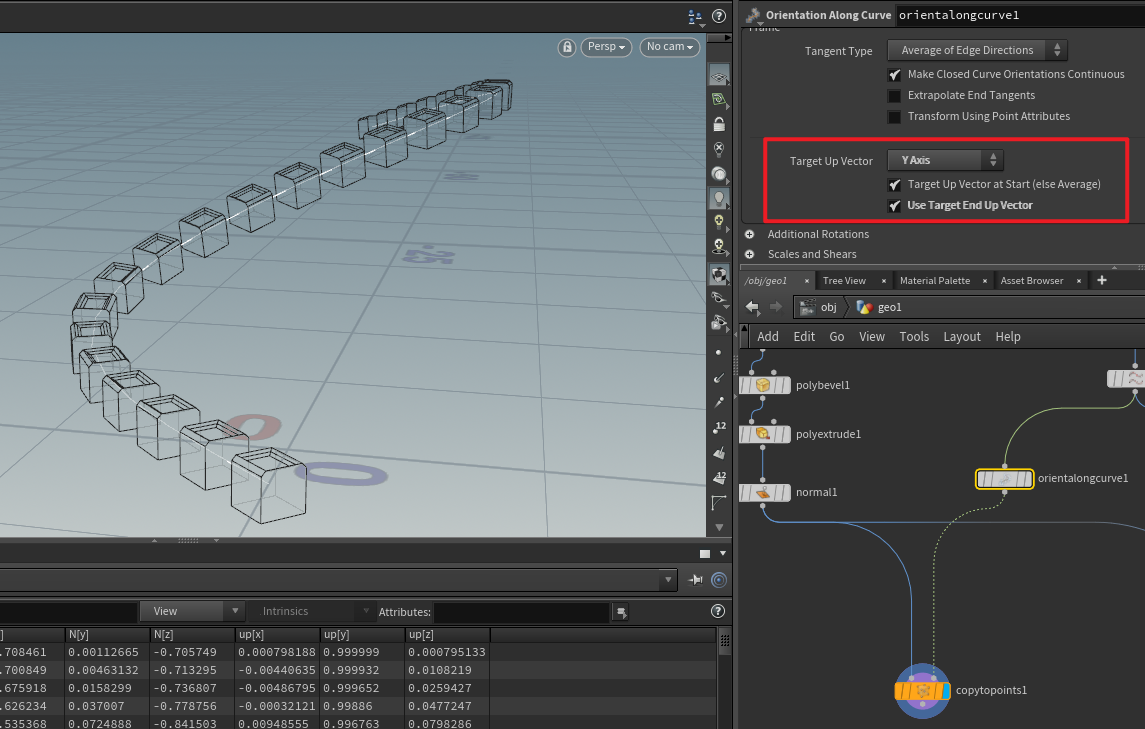 Orientation Along Curve orientalongcurve1
Frame
Persp
No cam
Tangent Type Average of Edge Directions
Make Closed Curve Orientations Continuous
Extrapolate End Tangents
Transform Using Point Attributes
Target Up Vector Y Axis
Target Up Vector at Start (else Average)
Use Target End Up Vector
Additional Rotations
Scales and Shears
/obj/geo1 Tree View Material Palette Asset Browser
obj geo1
Add Edit Go View Tools Layout Help
.25
0
0
12
12
polybevel1
polyextrude1
normal1
orientalongcurve1
copytopoints1
View Intrinsics Attributes:
] N[y] N[z] up[x] up[y] up[z]
.708461 0.00112665 -0.705749 0.000798188 0.999999 0.000795133
.700849 0.00463132 -0.713295 -0.00440635 0.999932 0.0108219
.675918 0.0158299 -0.736807 -0.00486795 0.999652 0.0259427
.626234 0.037007 -0.778756 -0.00032121 0.99886 0.0477247
.535368 0.0724888 -0.841503 0.00948555 0.996763 0.0798286